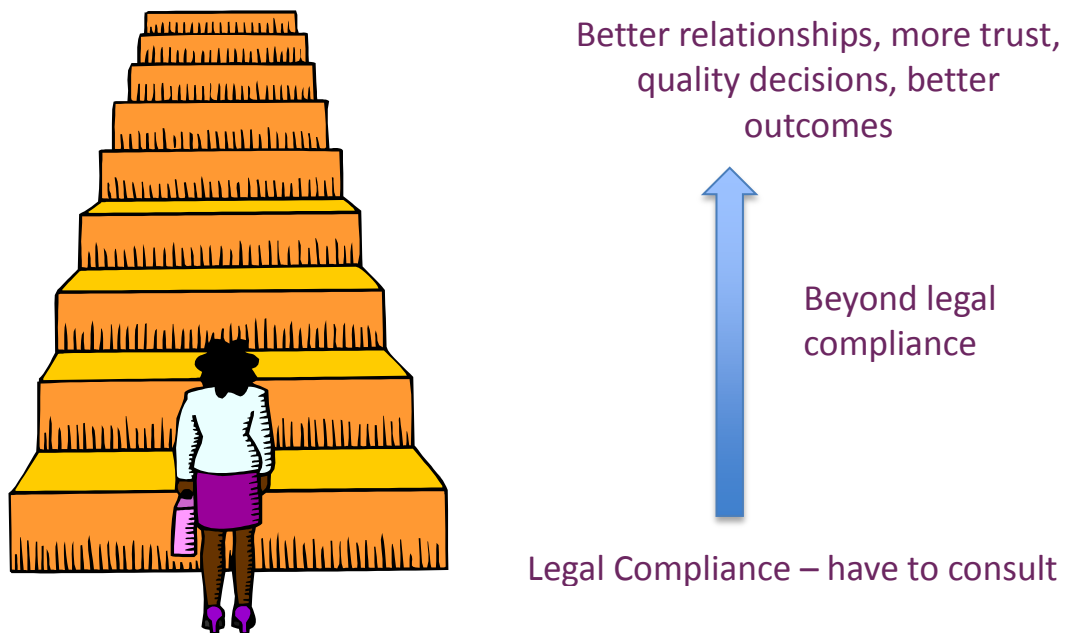 Better relationships, more trust,
quality decisions, better
outcomes
Beyond legal
compliance
Legal Compliance – have to consult